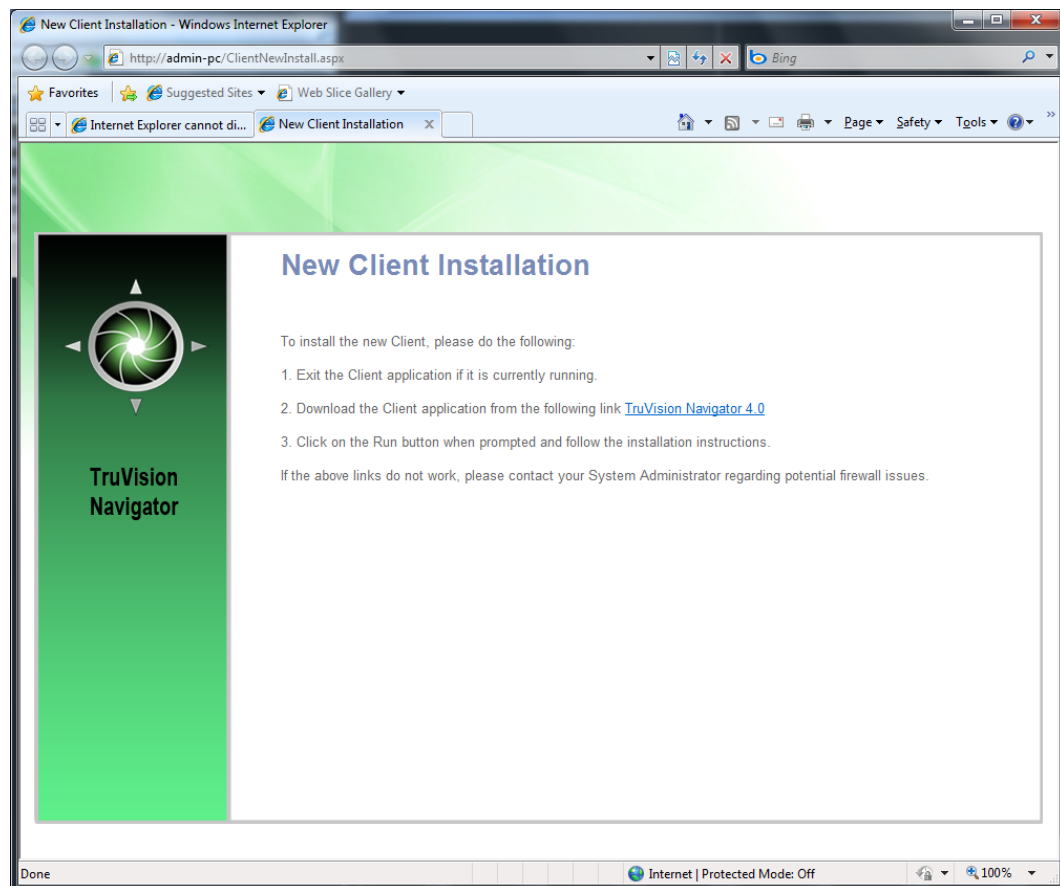 New Client Installation - Windows Internet Explorer
http://admin-pc/ClientNewInstall.aspx
Bing
Favorites
Suggested Sites
Web Slice Gallery
Internet Explorer cannot di...
New Client Installation
x
Page
Safety
Tools
»
New Client Installation
To install the new Client, please do the following:
1. Exit the Client application if it is currently running.
2. Download the Client application from the following link TruVision Navigator 4.0
3. Click on the Run button when prompted and follow the installation instructions.
If the above links do not work, please contact your System Administrator regarding potential firewall issues.
TruVision
Navigator
Done
Internet | Protected Mode: Off
100%